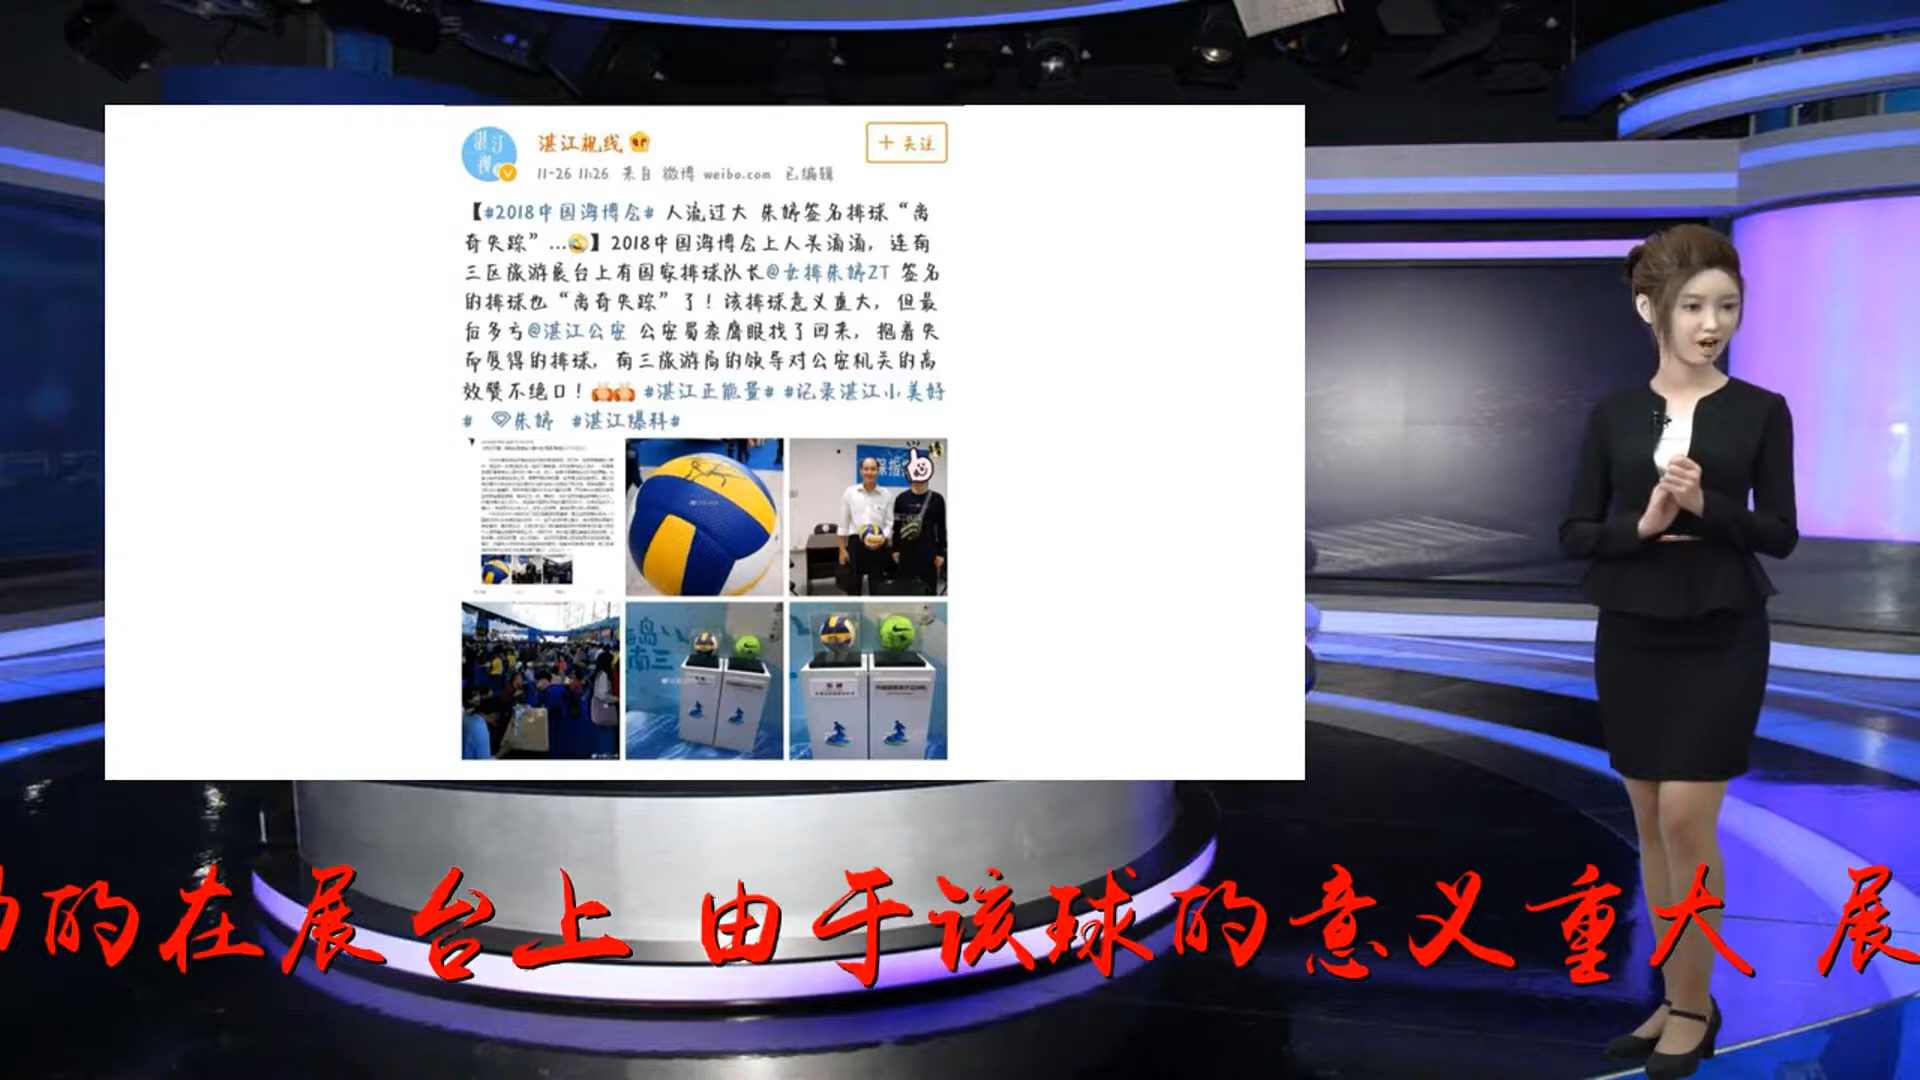 湛江视线
11-26 11:26 来自 微博 weibo.com 已编辑
+ 关注
【#2018中国海博会# 人流过大 朱婷签名排球“离
奇失踪”...】2018中国海博会上人头涌涌，连南
三区旅游展台上有国家排球队长@女排朱婷ZT 签名
的排球也“离奇失踪”了！该排球意义重大，但最
后多亏@湛江公安 公安蜀黍鹰眼找了回来，抱着失
而复得的排球，南三旅游局的领导对公安机关的高
效赞不绝口！ #湛江正能量# #记录湛江小美好
# 朱婷 #湛江爆料#
岛
南三
的在展台上 由于该球的意义重大 展